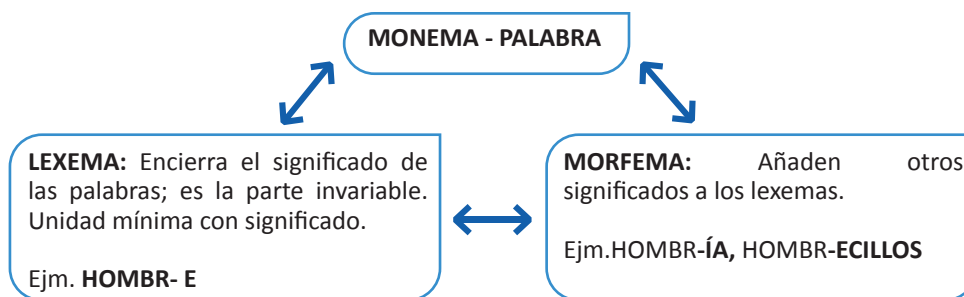 MONEMA - PALABRA
LEXEMA: Encierra el significado de
las palabras; es la parte invariable.
Unidad mínima con significado.
Ejm. HOMBR- E
MORFEMA: Añaden otros
significados a los lexemas.
Ejm.HOMBR-ÍA, HOMBR-ECILLOS